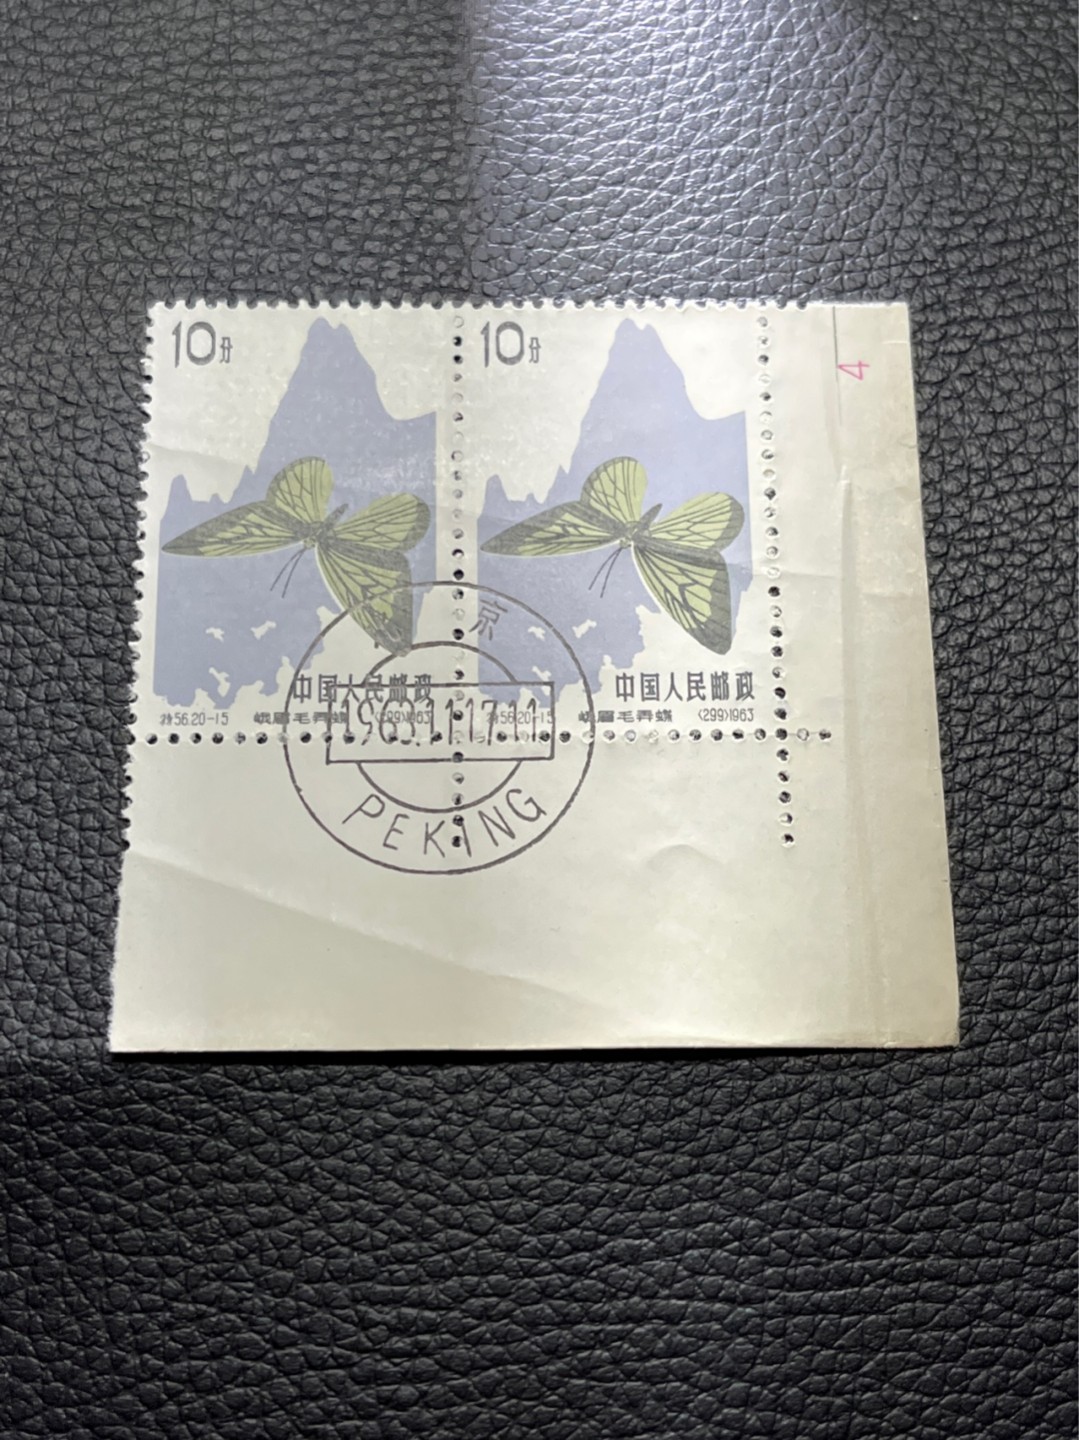 10分
10分
4
中国人民邮政
中国人民邮政
特56.20-15 峨眉毛弄蝶 (299)1963
特56.20-15 峨眉毛弄蝶 (299)1963
京
1963.11.17.11
PEKING